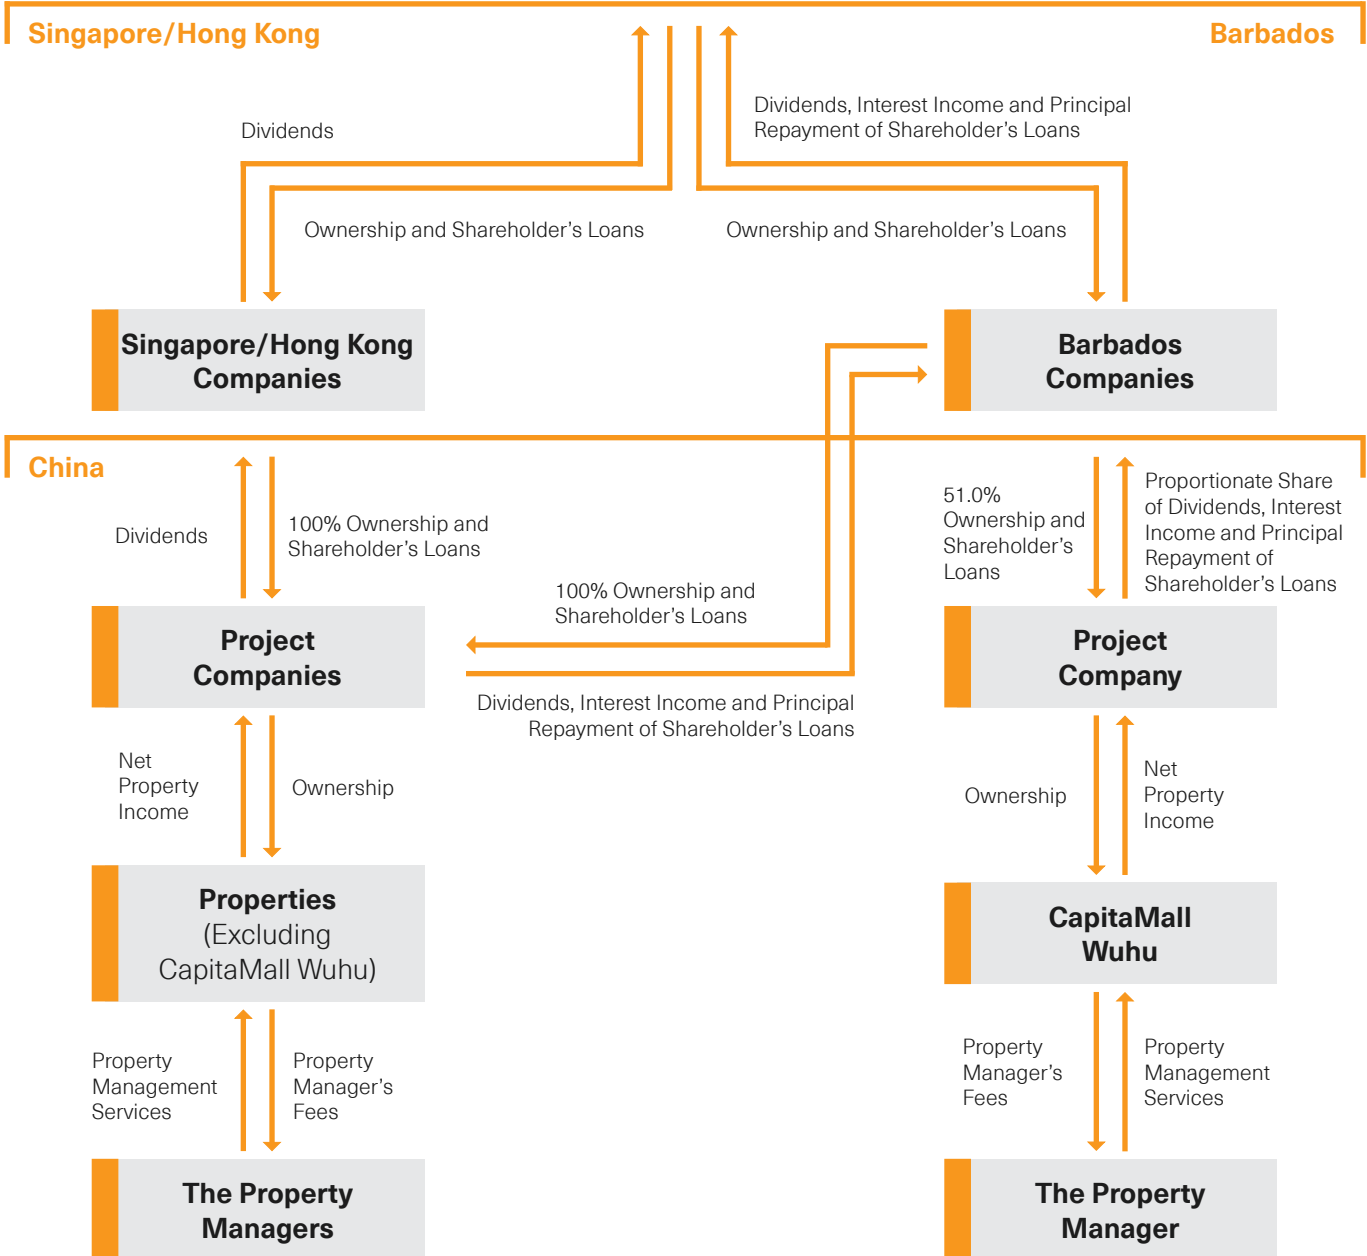 Singapore/Hong Kong
Barbados
Dividends
Dividends, Interest Income and Principal
Repayment of Shareholder’s Loans
Ownership and Shareholder’s Loans
Ownership and Shareholder’s Loans
Singapore/Hong Kong
Companies
Barbados
Companies
China
Dividends
100% Ownership and
Shareholder’s Loans
51.0%
Ownership and
Shareholder’s
Loans
Proportionate Share
of Dividends, Interest
Income and Principal
Repayment of
Shareholder’s Loans
100% Ownership and
Shareholder’s Loans
Project
Companies
Project
Company
Dividends, Interest Income and Principal
Repayment of Shareholder’s Loans
Net
Property
Income
Ownership
Ownership
Net
Property
Income
Properties
(Excluding
CapitaMall Wuhu)
CapitaMall
Wuhu
Property
Management
Services
Property
Manager’s
Fees
Property
Manager’s
Fees
Property
Management
Services
The Property
Managers
The Property
Manager